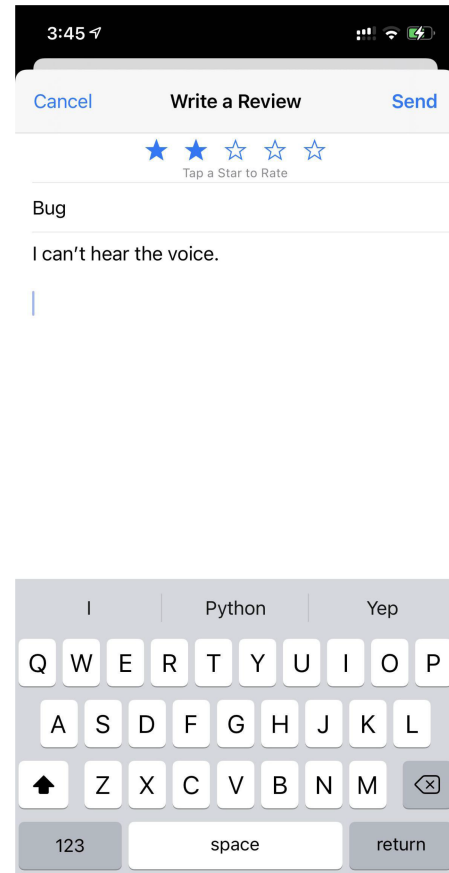 3:45
Cancel Write a Review Send
Tap a Star to Rate
Bug
I can’t hear the voice.
I Python Yep
Q W E R T Y U I O P
A S D F G H J K L
Z X C V B N M
123 space return